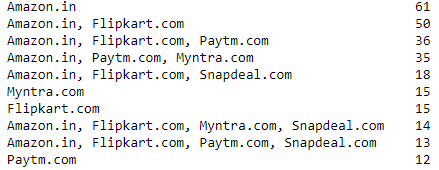 Amazon.in 61
Amazon.in, Flipkart.com 50
Amazon.in, Flipkart.com, Paytm.com 36
Amazon.in, Paytm.com, Myntra.com 35
Amazon.in, Flipkart.com, Snapdeal.com 18
Myntra.com 15
Flipkart.com 15
Amazon.in, Flipkart.com, Myntra.com, Snapdeal.com 14
Amazon.in, Flipkart.com, Paytm.com, Snapdeal.com 13
Paytm.com 12